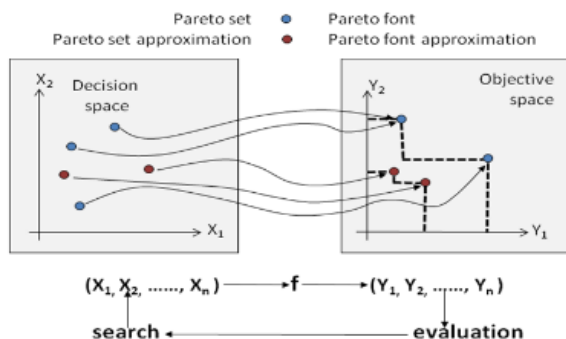 Pareto set ● Pareto font
Pareto set approximation ● Pareto font approximation
X2
Decision space
X1
Y2
Objective space
Y1
(X1, X2, ......, Xn) f (Y1, Y2, ......, Yn)
search evaluation